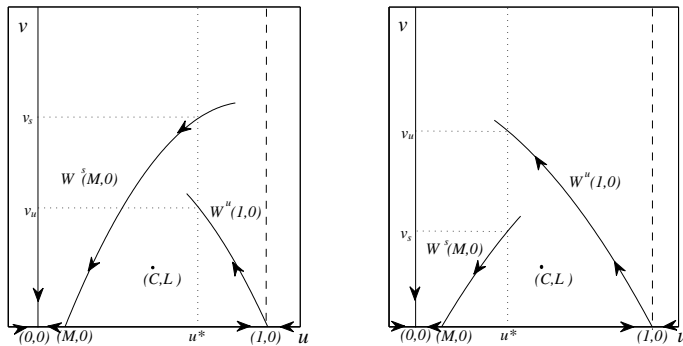 v
v_s
W^s(M,0)
v_u
W^u(1,0)
(C,L)
(0,0) (M,0) u* (1,0) u
v
v_u
W^u(1,0)
v_s
W^s(M,0)
(C,L)
(0,0) (M,0) u* (1,0) u